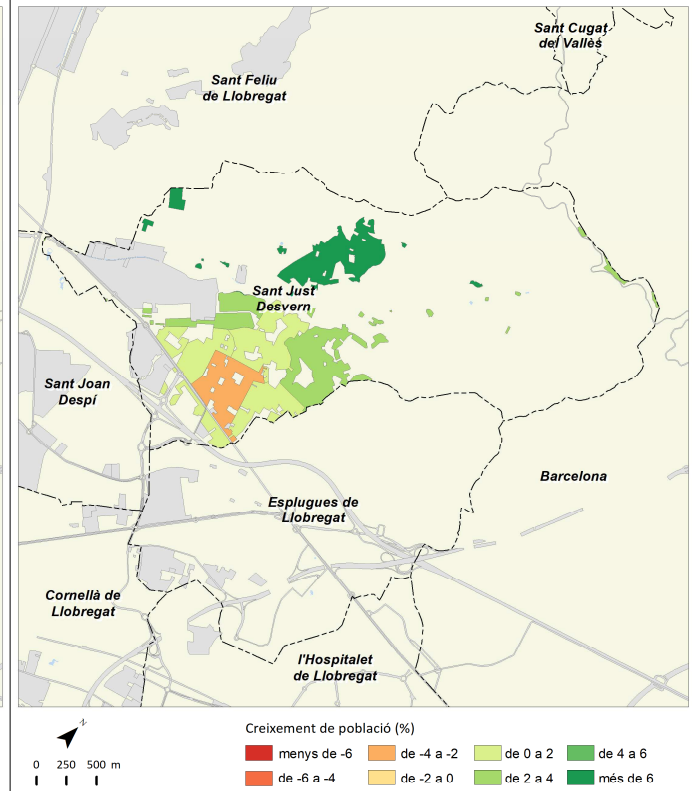 Sant Cugat
del Vallès
Sant Feliu
de Llobregat
Sant Just
Desvern
Sant Joan
Despí
Barcelona
Esplugues de
Llobregat
Cornellà de
Llobregat
l'Hospitalet
de Llobregat
N
0 250 500 m
Creixement de població (%)
menys de -6 de -4 a -2 de 0 a 2 de 4 a 6
de -6 a -4 de -2 a 0 de 2 a 4 més de 6